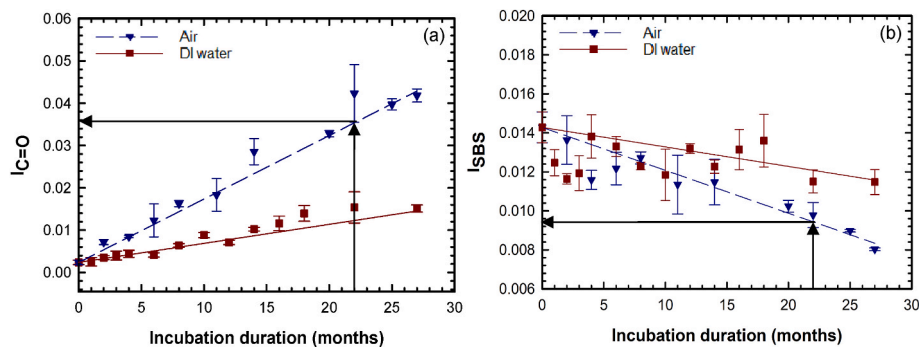 0.06
0.05
0.04
0.03
0.02
0.01
0.00
I_C=O
Air
DI water
(a)
0 5 10 15 20 25 30
Incubation duration (months)
0.020
0.018
0.016
0.014
0.012
0.010
0.008
0.006
I_SBS
Air
DI water
(b)
0 5 10 15 20 25 30
Incubation duration (months)